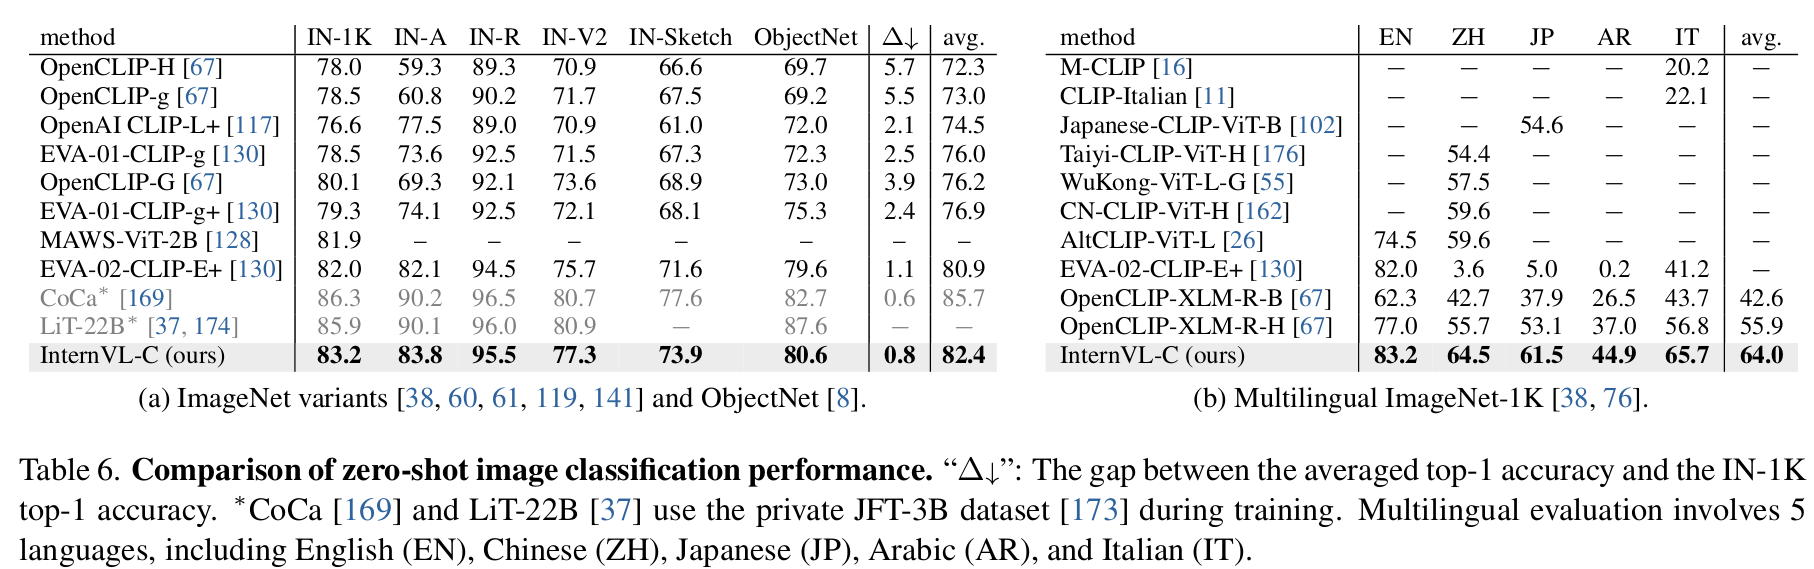 method IN-1K IN-A IN-R IN-V2 IN-Sketch ObjectNet Δ↓ avg.
OpenCLIP-H [67] 78.0 59.3 89.3 70.9 66.6 69.7 5.7 72.3
OpenCLIP-g [67] 78.5 60.8 90.2 71.7 67.5 69.2 5.5 73.0
OpenAI CLIP-L+ [117] 76.6 77.5 89.0 70.9 61.0 72.0 2.1 74.5
EVA-01-CLIP-g [130] 78.5 73.6 92.5 71.5 67.3 72.3 2.5 76.0
OpenCLIP-G [67] 80.1 69.3 92.1 73.6 68.9 73.0 3.9 76.2
EVA-01-CLIP-g+ [130] 79.3 74.1 92.5 72.1 68.1 75.3 2.4 76.9
MAWS-ViT-2B [128] 81.9 – – – – – – –
EVA-02-CLIP-E+ [130] 82.0 82.1 94.5 75.7 71.6 79.6 1.1 80.9
CoCa* [169] 86.3 90.2 96.5 80.7 77.6 82.7 0.6 85.7
LiT-22B* [37, 174] 85.9 90.1 96.0 80.9 – 87.6 – –
InternVL-C (ours) 83.2 83.8 95.5 77.3 73.9 80.6 0.8 82.4
(a) ImageNet variants [38, 60, 61, 119, 141] and ObjectNet [8].
method EN ZH JP AR IT avg.
M-CLIP [16] – – – – 20.2 –
CLIP-Italian [11] – – – – 22.1 –
Japanese-CLIP-ViT-B [102] – – 54.6 – – –
Taiyi-CLIP-ViT-H [176] – 54.4 – – – –
WuKong-ViT-L-G [55] – 57.5 – – – –
CN-CLIP-ViT-H [162] – 59.6 – – – –
AltCLIP-ViT-L [26] 74.5 59.6 – – – –
EVA-02-CLIP-E+ [130] 82.0 3.6 5.0 0.2 41.2 –
OpenCLIP-XLM-R-B [67] 62.3 42.7 37.9 26.5 43.7 42.6
OpenCLIP-XLM-R-H [67] 77.0 55.7 53.1 37.0 56.8 55.9
InternVL-C (ours) 83.2 64.5 61.5 44.9 65.7 64.0
(b) Multilingual ImageNet-1K [38, 76].
Table 6. Comparison of zero-shot image classification performance. “Δ↓”: The gap between the averaged top-1 accuracy and the IN-1K
top-1 accuracy. *CoCa [169] and LiT-22B [37] use the private JFT-3B dataset [173] during training. Multilingual evaluation involves 5
languages, including English (EN), Chinese (ZH), Japanese (JP), Arabic (AR), and Italian (IT).